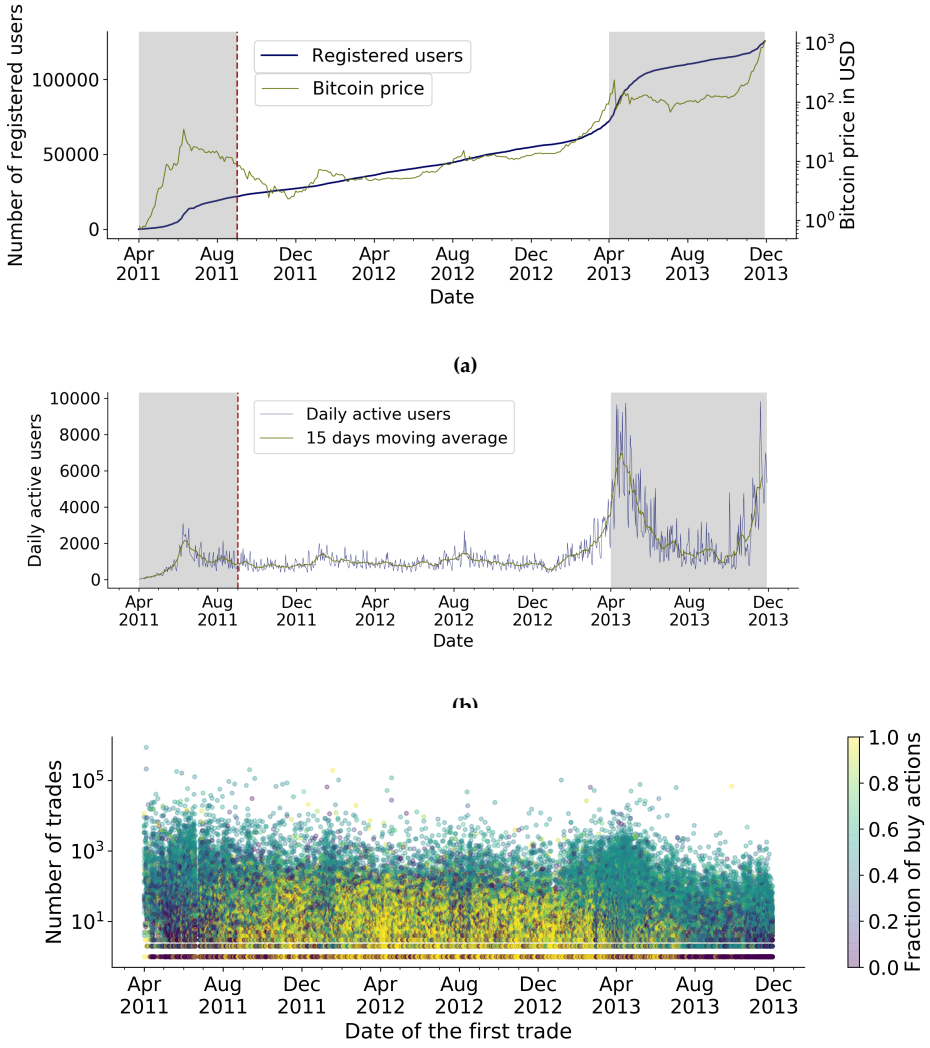 Number of registered users
100000
50000
0
Registered users
Bitcoin price
10³
10²
10¹
10⁰
Bitcoin price in USD
Apr Aug Dec Apr Aug Dec Apr Aug Dec
2011 2011 2011 2012 2012 2012 2013 2013 2013
Date
(a)
Daily active users
10000
8000
6000
4000
2000
0
Daily active users
15 days moving average
Apr Aug Dec Apr Aug Dec Apr Aug Dec
2011 2011 2011 2012 2012 2012 2013 2013 2013
Date
(b)
Number of trades
10⁵
10³
10¹
1.0
0.8
0.6
0.4
0.2
0.0
Fraction of buy actions
Apr Aug Dec Apr Aug Dec Apr Aug Dec
2011 2011 2011 2012 2012 2012 2013 2013 2013
Date of the first trade